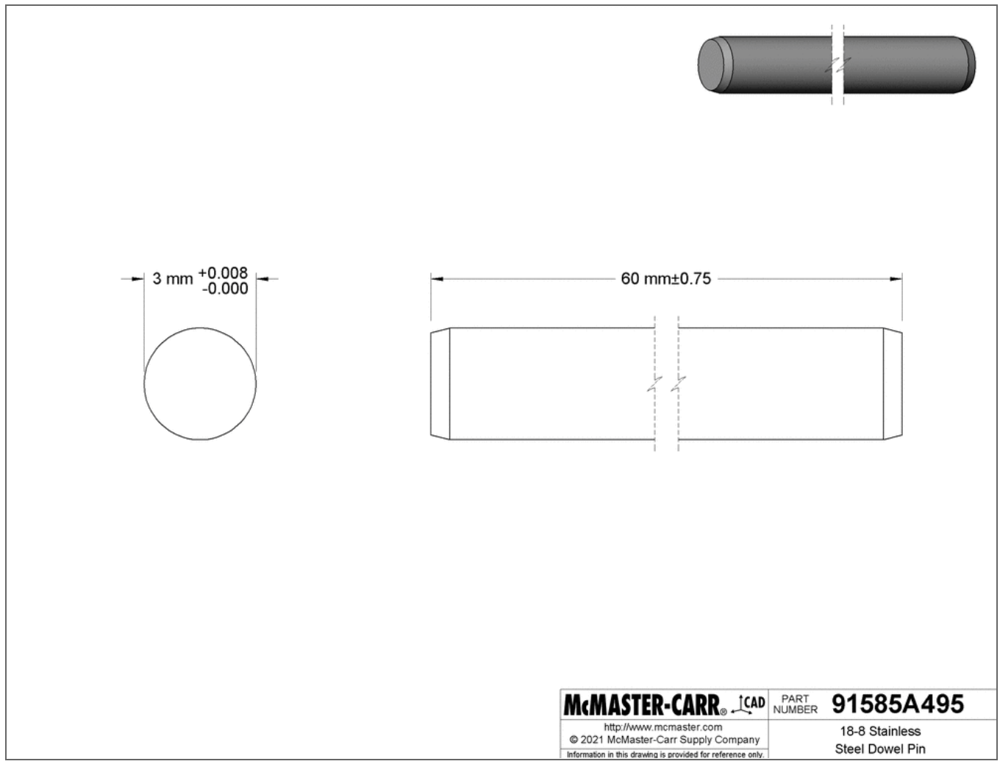 3 mm +0.008
-0.000
60 mm±0.75
McMASTER-CARR® CAD
http://www.mcmaster.com
© 2021 McMaster-Carr Supply Company
Information in this drawing is provided for reference only.
PART
NUMBER
91585A495
18-8 Stainless
Steel Dowel Pin